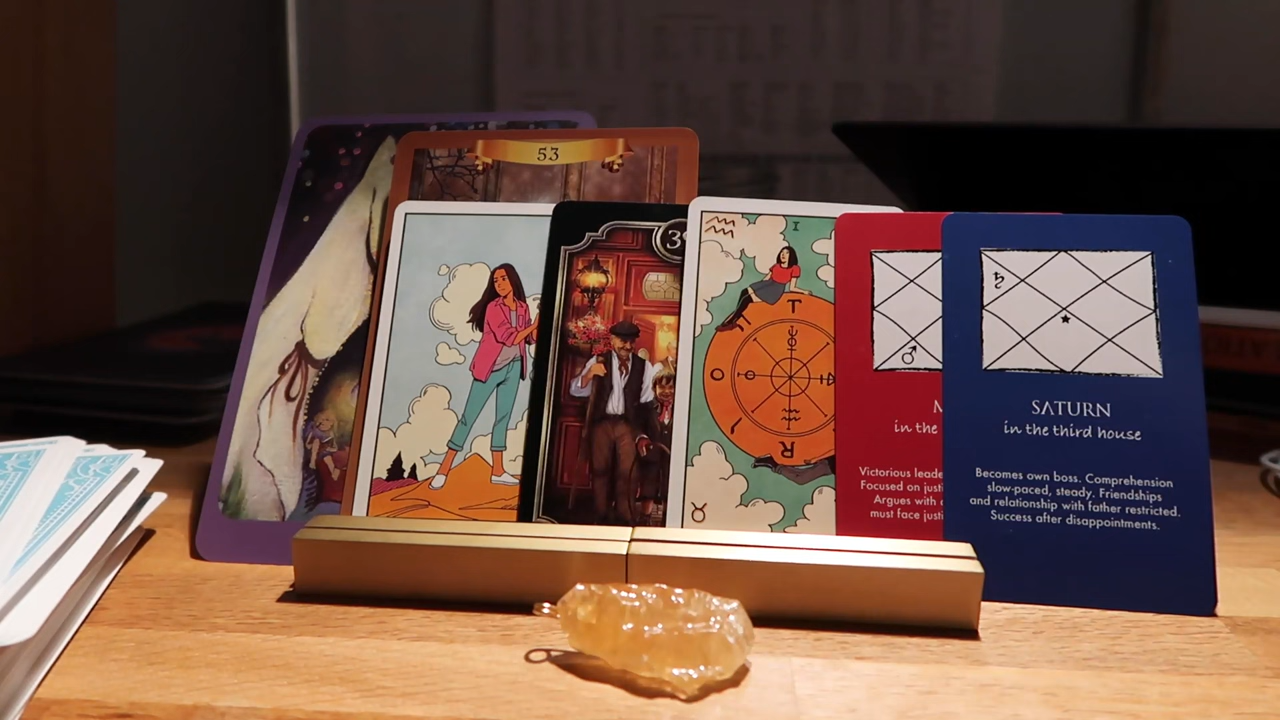 53
39
I
T
O
R
in the
Victorious leade
Focused on justi
Argues with
must face justi
SATURN
in the third house
Becomes own boss. Comprehension
slow-paced, steady. Friendships
and relationship with father restricted.
Success after disappointments.